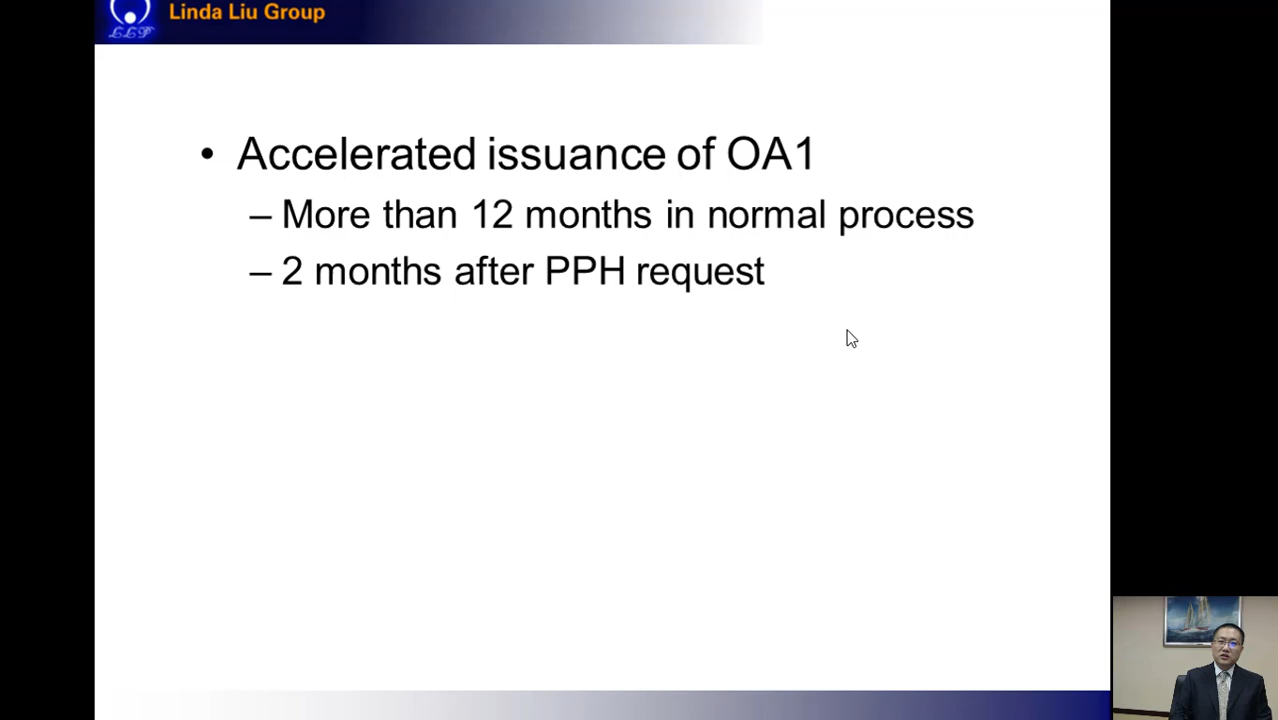 Linda Liu Group
LLP
• Accelerated issuance of OA1
– More than 12 months in normal process
– 2 months after PPH request